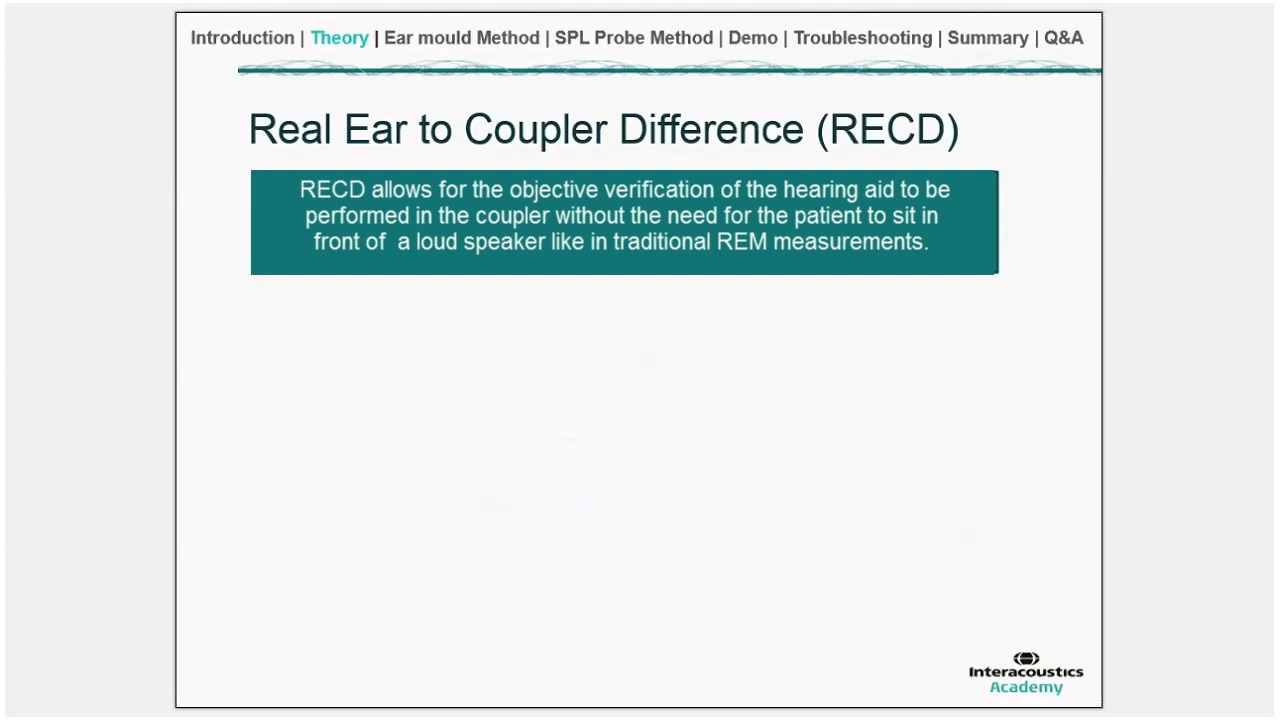 Introduction | Theory | Ear mould Method | SPL Probe Method | Demo | Troubleshooting | Summary | Q&A
Real Ear to Coupler Difference (RECD)
RECD allows for the objective verification of the hearing aid to be
performed in the coupler without the need for the patient to sit in
front of a loud speaker like in traditional REM measurements.
Interacoustics
Academy